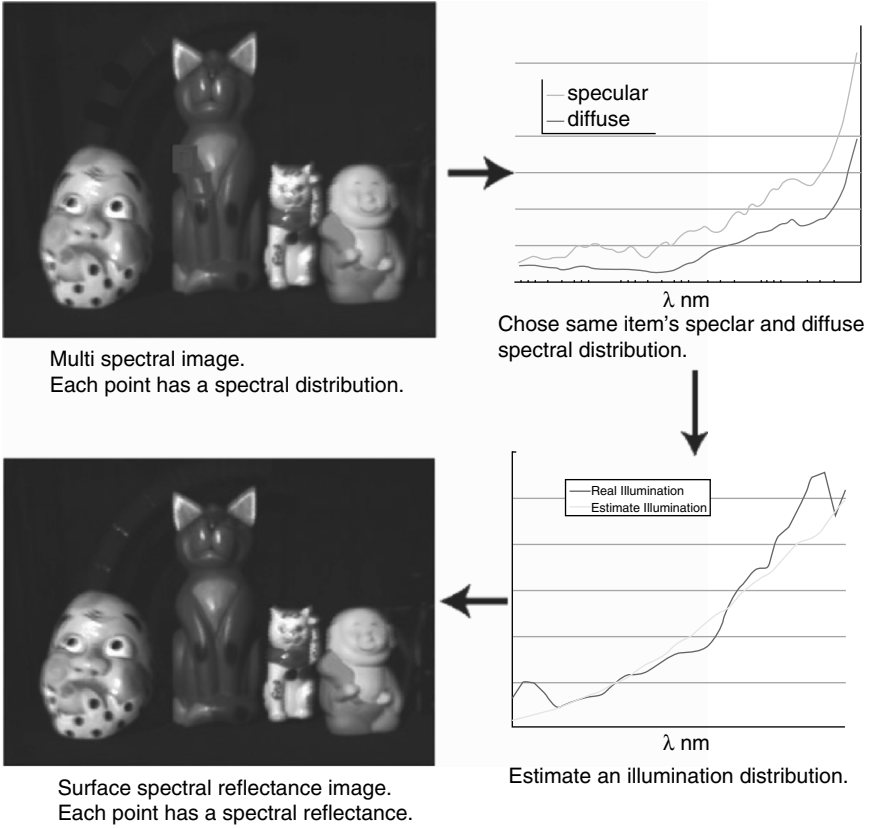 specular
diffuse
λ nm
Chose same item's speclar and diffuse
spectral distribution.
Multi spectral image.
Each point has a spectral distribution.
Real Illumination
Estimate Illumination
λ nm
Estimate an illumination distribution.
Surface spectral reflectance image.
Each point has a spectral reflectance.